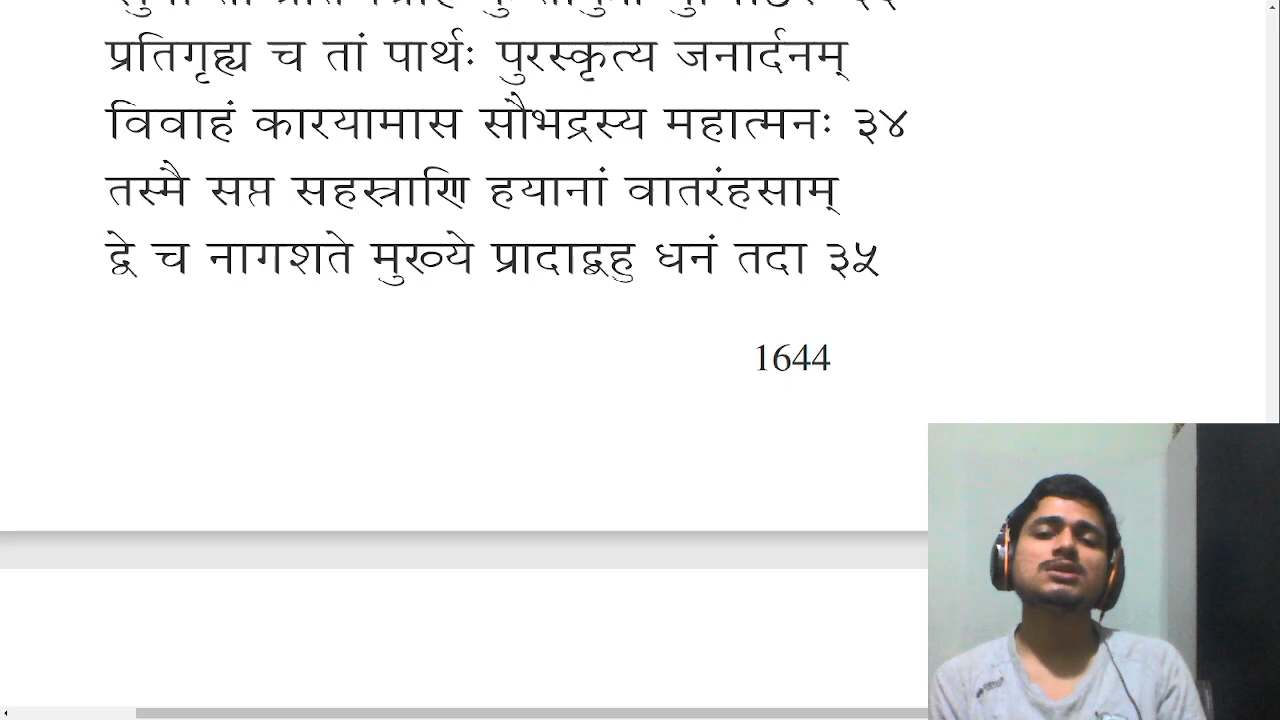 प्रतिगृह्य च तां पार्थः पुरस्कृत्य जनार्दनम्
विवाहं कारयामास सौभद्रस्य महात्मनः ३४
तस्मै सप्त सहस्राणि हयानां वातरंहसाम्
द्वे च नागशते मुख्ये प्रादाद्बहु धनं तदा ३५
1644